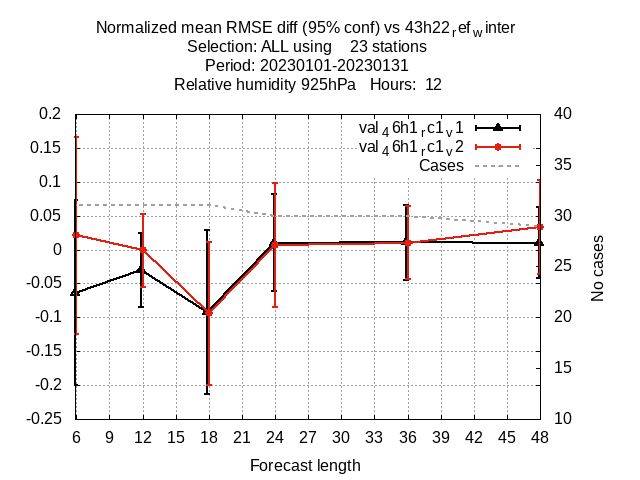 Normalized mean RMSE diff (95% conf) vs 43h22refwinter
Selection: ALL using 23 stations
Period: 20230101-20230131
Relative humidity 925hPa Hours: 12
val46h1rc1v1
val46h1rc1v2
Cases
0.2
0.15
0.1
0.05
0
-0.05
-0.1
-0.15
-0.2
-0.25
40
35
30
25
20
15
10
No cases
6 9 12 15 18 21 24 27 30 33 36 39 42 45 48
Forecast length